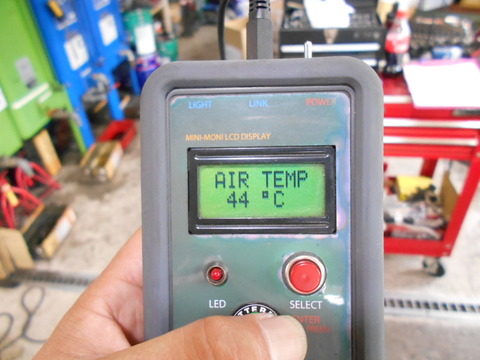 LIGHT LINK POWER
MINI-MONI LCD DISPLAY
AIR TEMP
44 °C
LED SELECT